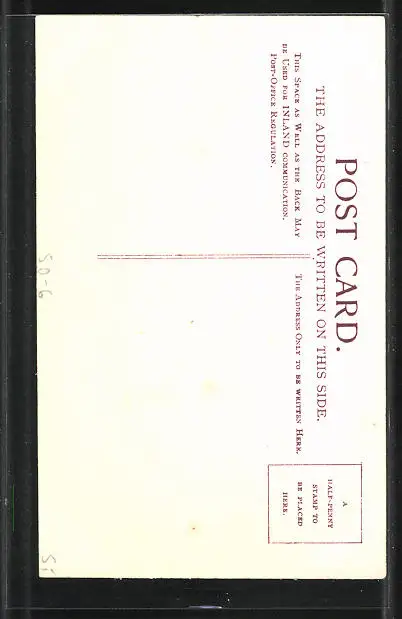 POST CARD.
THE ADDRESS TO BE WRITTEN ON THIS SIDE.
THIS SPACE AS WELL AS THE BACK MAY
BE USED FOR INLAND COMMUNICATION.
POST-OFFICE REGULATION.
THE ADDRESS ONLY TO BE WRITTEN HERE.
A
HALF-PENNY
STAMP TO
BE PLACED
HERE.